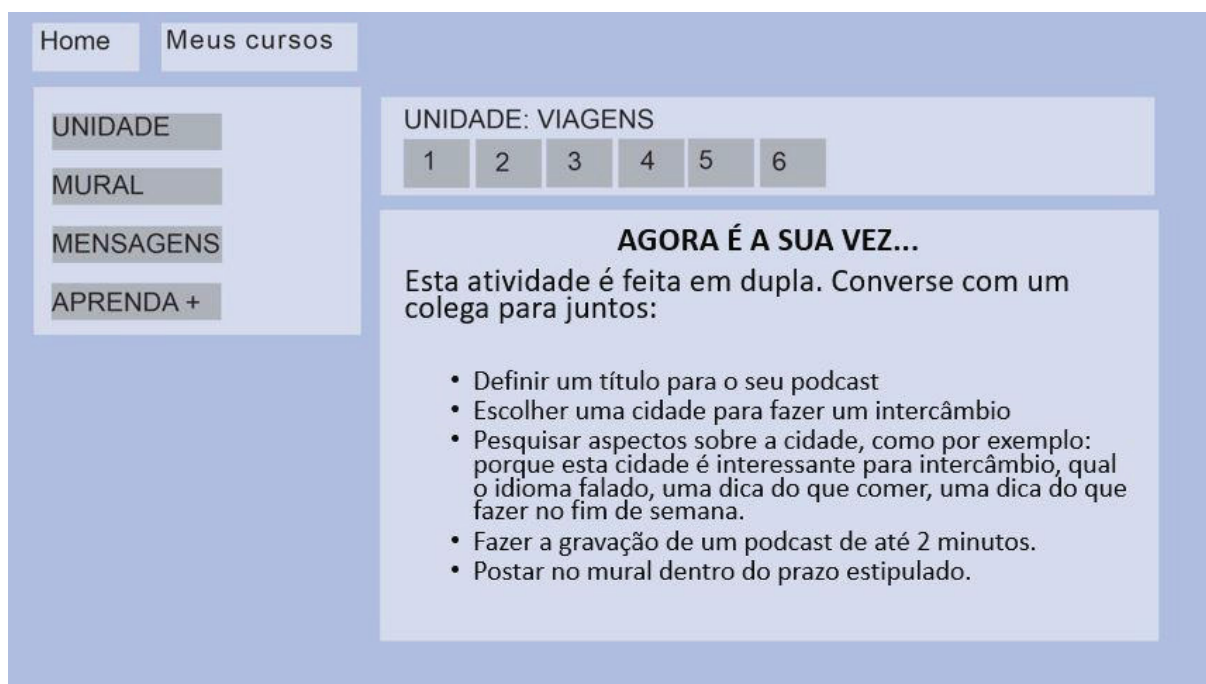 Home
Meus cursos
UNIDADE
MURAL
MENSAGENS
APRENDA +
UNIDADE: VIAGENS
1 2 3 4 5 6
AGORA É A SUA VEZ...
Esta atividade é feita em dupla. Converse com um
colega para juntos:
• Definir um título para o seu podcast
• Escolher uma cidade para fazer um intercâmbio
• Pesquisar aspectos sobre a cidade, como por exemplo:
porque esta cidade é interessante para intercâmbio, qual
o idioma falado, uma dica do que comer, uma dica do que
fazer no fim de semana.
• Fazer a gravação de um podcast de até 2 minutos.
• Postar no mural dentro do prazo estipulado.